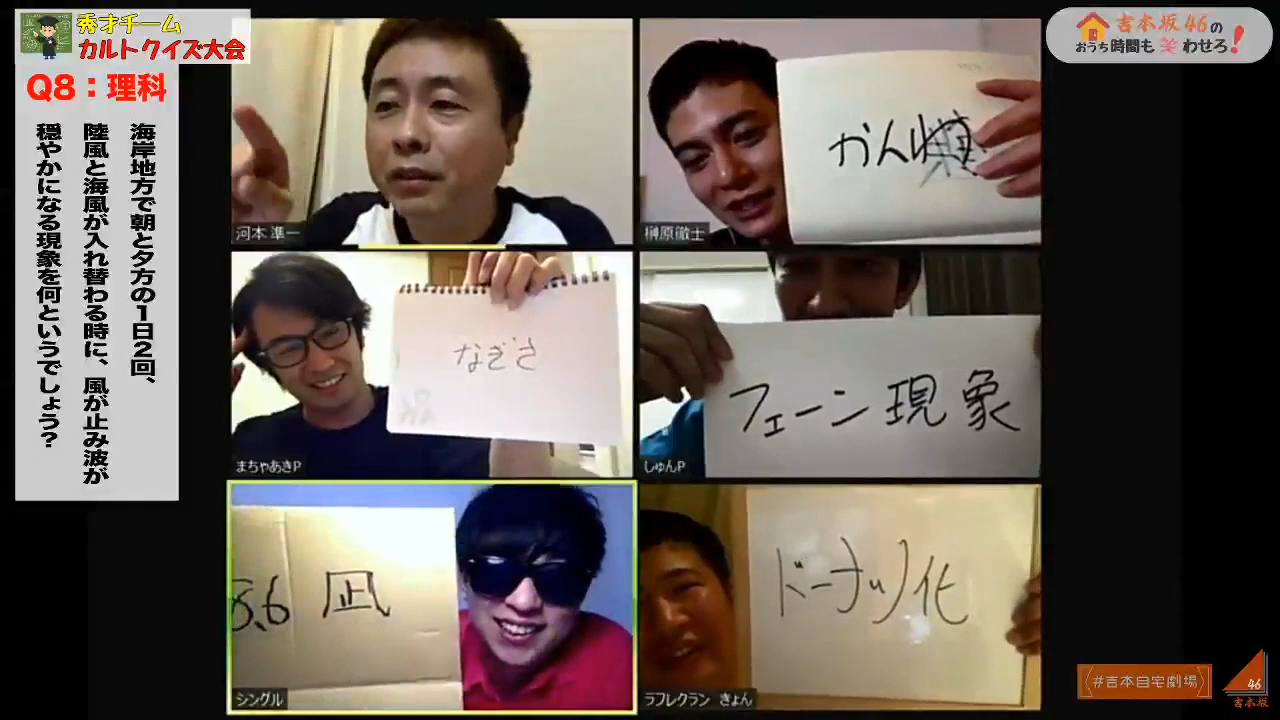 秀才チーム
カルトクイズ大会
Q8：理科
海岸地方で朝と夕方の1日2回、
陸風と海風が入れ替わる時に、風が止み波が
穏やかになる現象を何というでしょう？
吉本坂46の
おうち時間も笑わせろ！
河本 準一
かん
榊原徹士
なぎさ
まちゃあきP
フェーン現象
しゅんP
凪
シングル
ドーナツ化
ラフレクラン きょん
#吉本自宅劇場
46
吉本坂